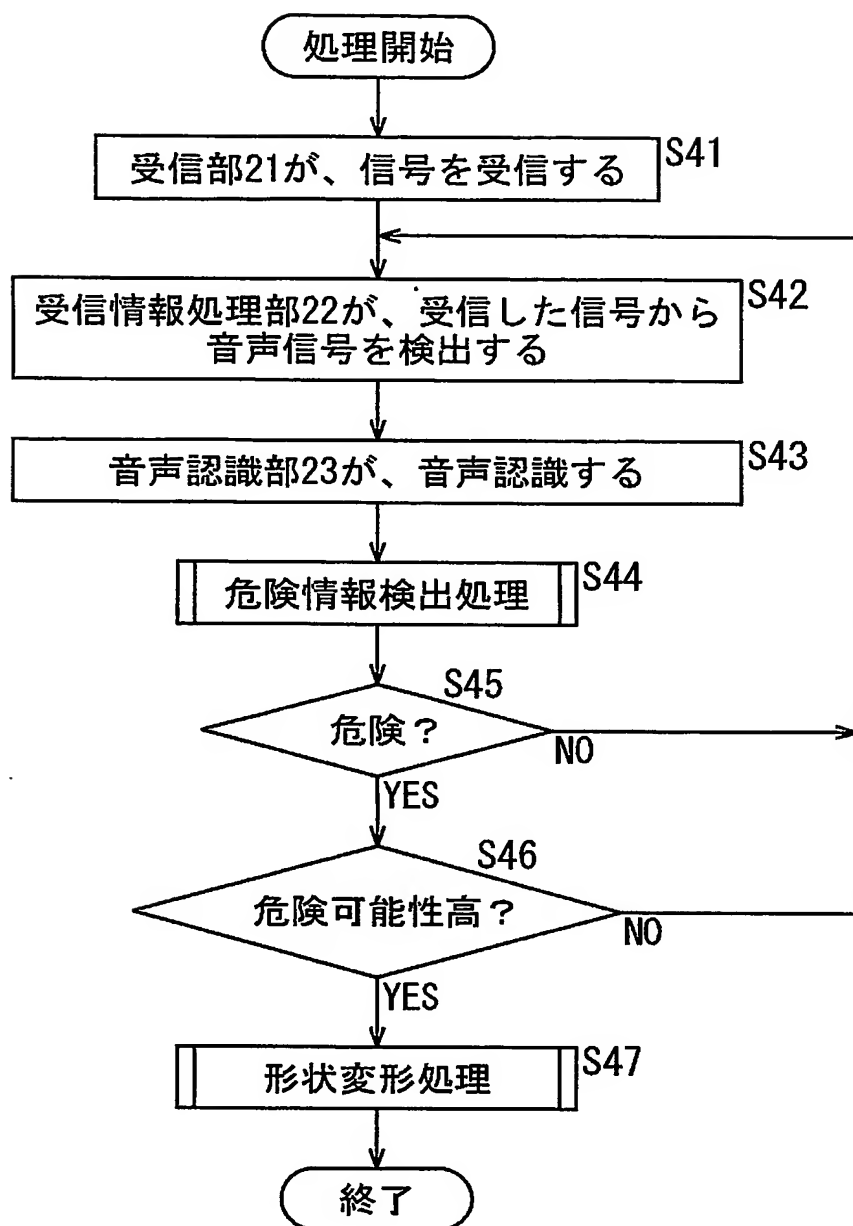 処理開始
受信部21が、信号を受信する
S41
受信情報処理部22が、受信した信号から
音声信号を検出する
S42
音声認識部23が、音声認識する
S43
危険情報検出処理
S44
S45
危険？
NO
YES
S46
危険可能性高？
NO
YES
形状変形処理
S47
終了